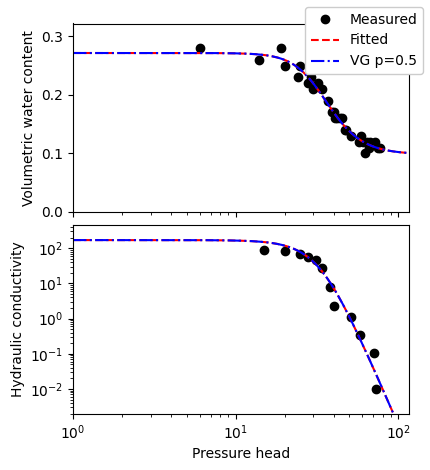 Measured
Fitted
VG p=0.5
Volumetric water content
0.3
0.2
0.1
0.0
Hydraulic conductivity
10²
10¹
10⁰
10⁻¹
10⁻²
10⁰
10¹
10²
Pressure head